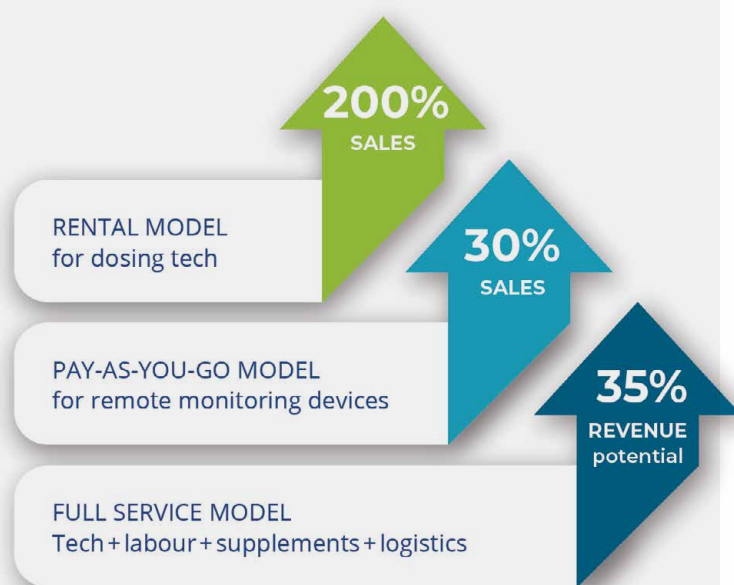 200%
SALES
RENTAL MODEL
for dosing tech
30%
SALES
PAY-AS-YOU-GO MODEL
for remote monitoring devices
35%
REVENUE
potential
FULL SERVICE MODEL
Tech+labour+supplements+logistics